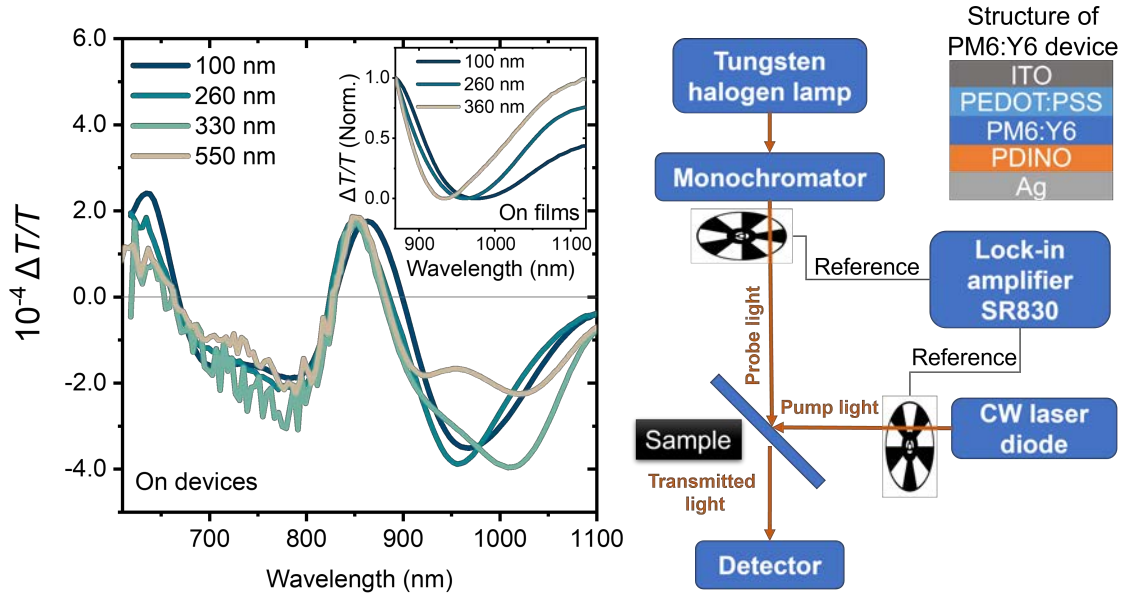 6.0
4.0
2.0
0.0
-2.0
-4.0
10⁻⁴ ΔT/T
100 nm
260 nm
330 nm
550 nm
On devices
700
800
900
1000
1100
Wavelength (nm)
1.0
0.5
0.0
ΔT/T (Norm.)
100 nm
260 nm
360 nm
On films
900
1000
1100
Wavelength (nm)
Tungsten
halogen lamp
Monochromator
Reference
Probe light
Lock-in
amplifier
SR830
Reference
Pump light
CW laser
diode
Sample
Transmitted
light
Detector
Structure of
PM6:Y6 device
ITO
PEDOT:PSS
PM6:Y6
PDINO
Ag